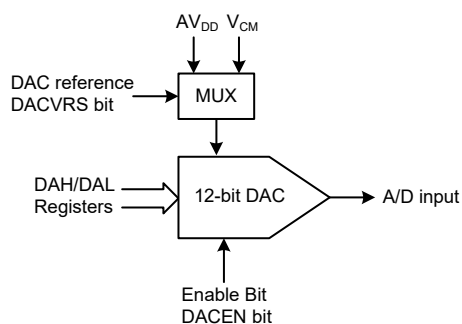 AVDD VCM
DAC reference
DACVRS bit
MUX
DAH/DAL
Registers
12-bit DAC
A/D input
Enable Bit
DACEN bit